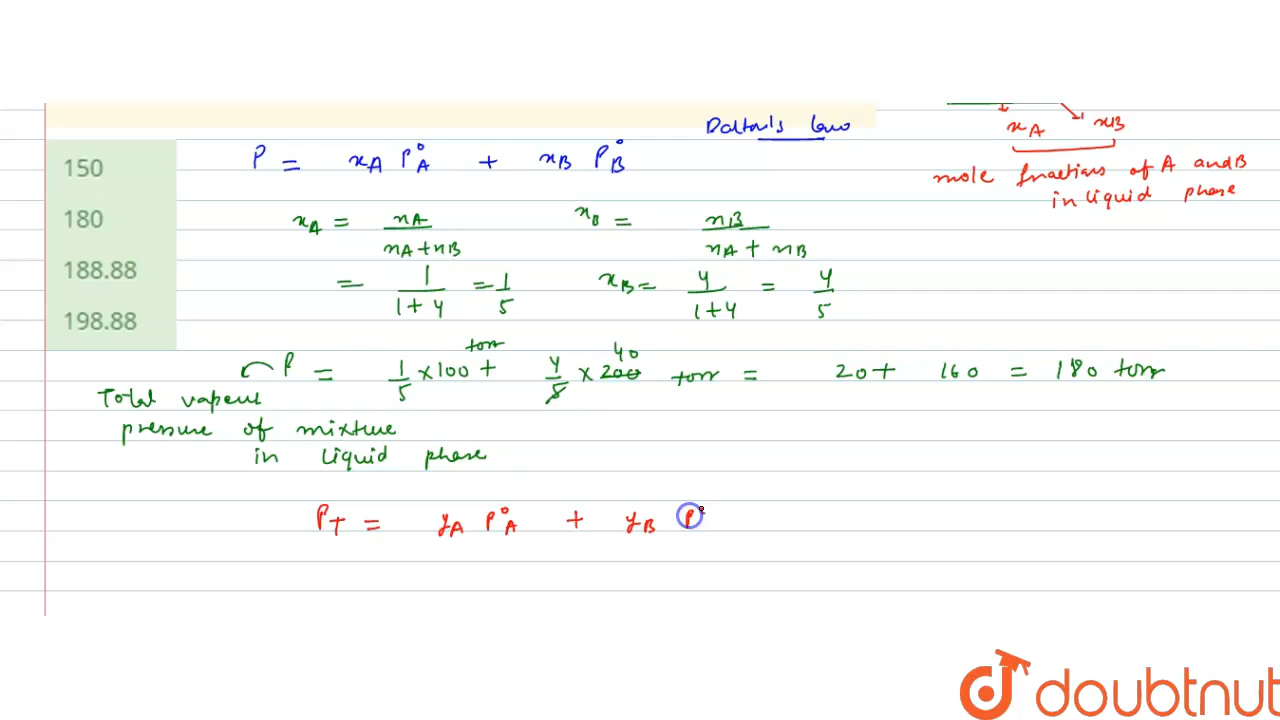 Dalton's law
xA xB
P = xA P°A + xB P°B
mole fractions of A and B
in liquid phase
150
180
188.88
198.88
xA = nA / nA+nB xB = nB / nA + nB
= 1 / 1+4 = 1/5 xB = 4 / 1+4 = 4/5
P = 1/5 × 100 torr + 4/5 × 200 40 torr = 20 + 160 = 180 torr
Total vapour
pressure of mixture
in liquid phase
PT = yA P°A + yB P°
doubtnut